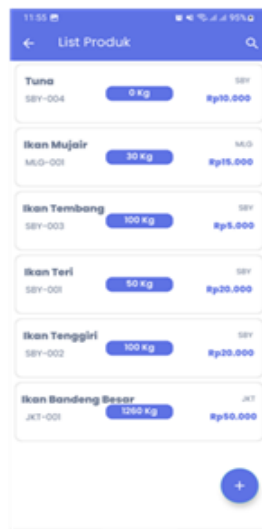 11:55 95%
List Produk
Tuna SBY
SBY-004 0 Kg Rp10.000
Ikan Mujair MLG
MLG-001 30 Kg Rp15.000
Ikan Tembang SBY
SBY-003 100 Kg Rp5.000
Ikan Teri SBY
SBY-001 50 Kg Rp20.000
Ikan Tenggiri SBY
SBY-002 100 Kg Rp20.000
Ikan Bandeng Besar JKT
JKT-001 1260 Kg Rp50.000
+